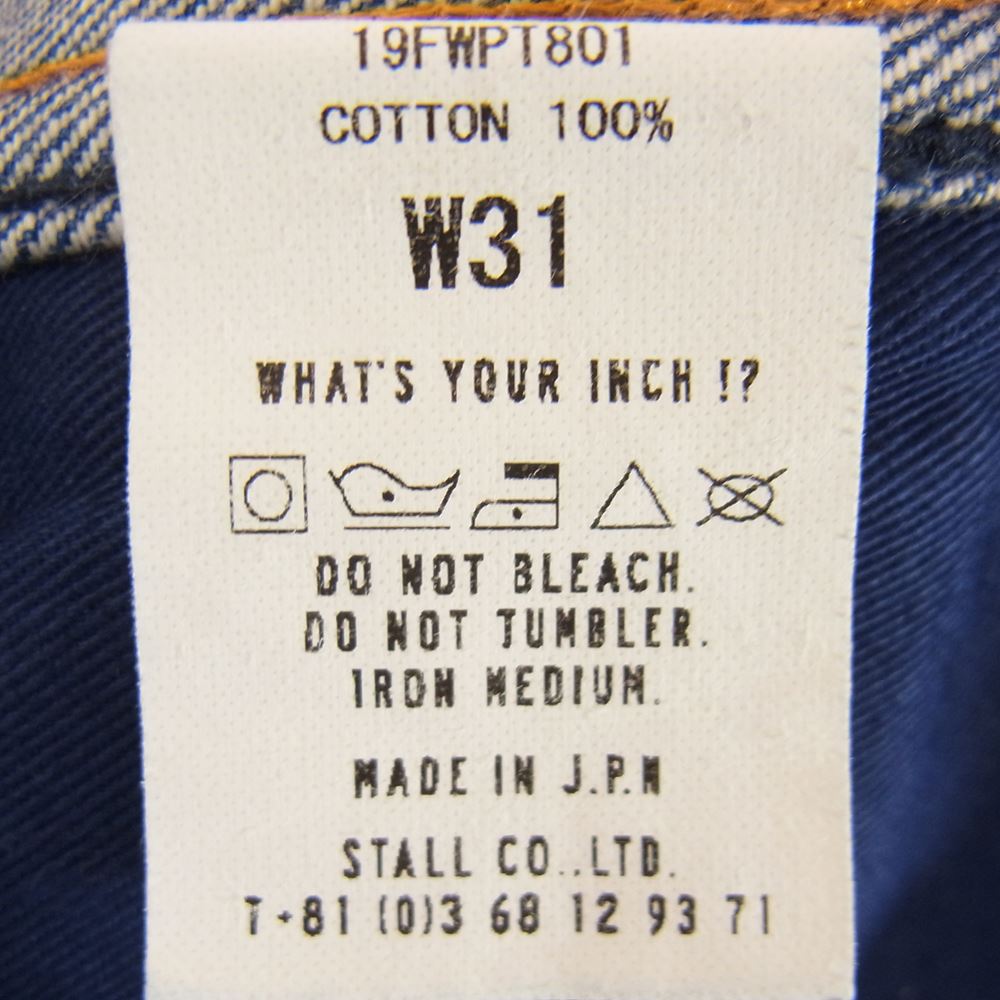 19FWPT801
COTTON 100%
W31
WHAT'S YOUR INCH !?
DO NOT BLEACH.
DO NOT TUMBLER.
IRON MEDIUM.
MADE IN J.P.N
STALL CO.,LTD.
T+81 (0)3 68 12 93 71